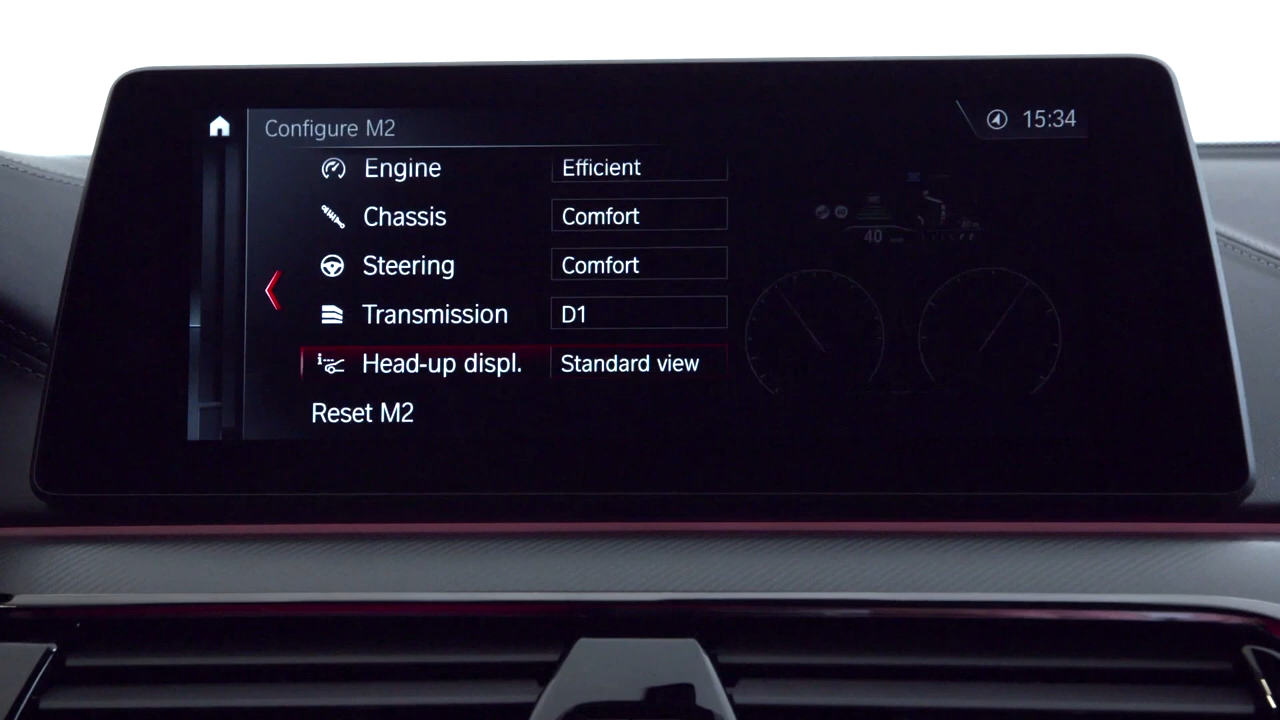 Configure M2
15:34
Engine Efficient
Chassis Comfort
Steering Comfort
Transmission D1
Head-up displ. Standard view
Reset M2
40